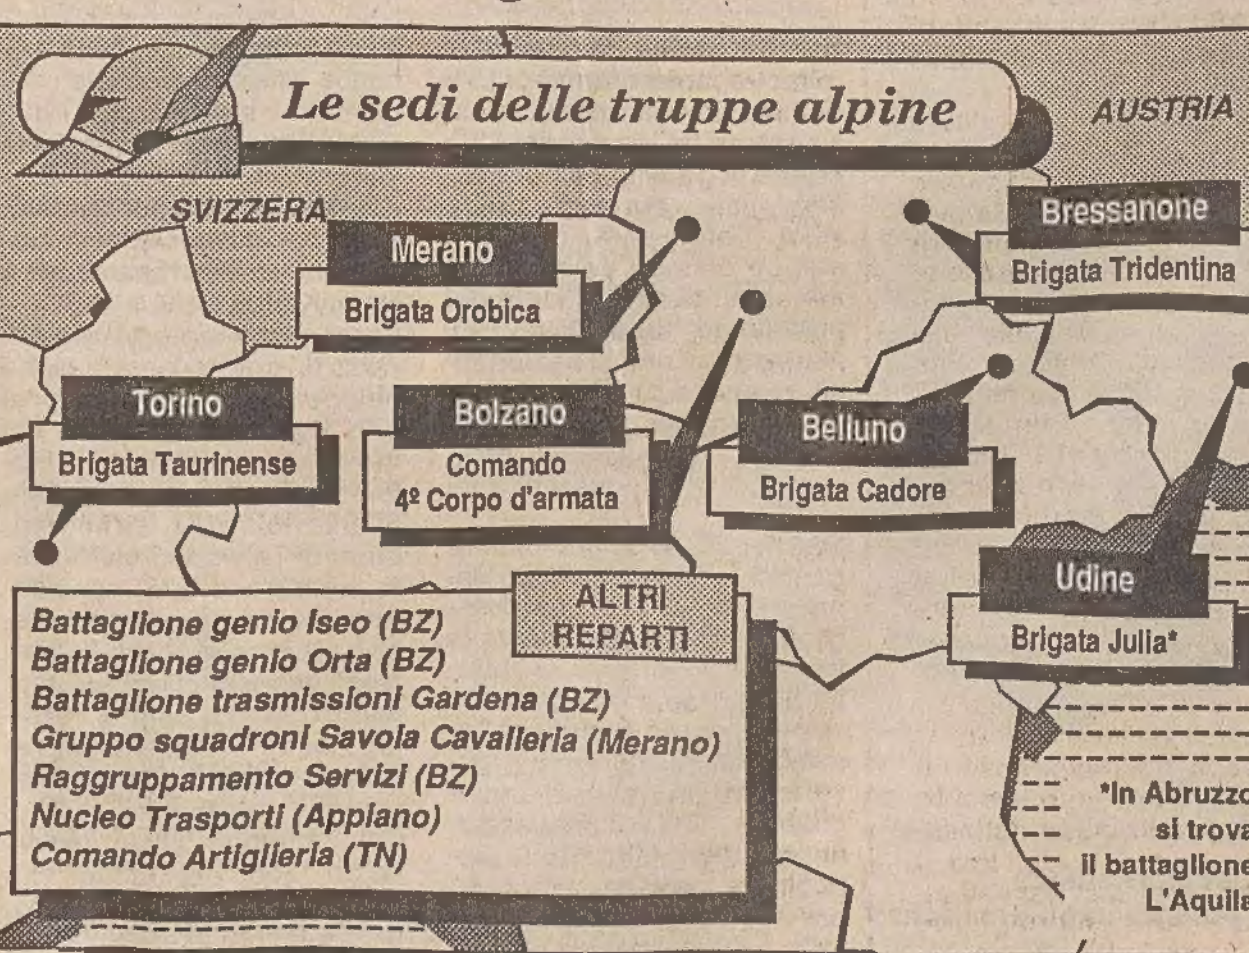 Le sedi delle truppe alpine
AUSTRIA
SVIZZERA
Merano
Brigata Orobica
Bressanone
Brigata Tridentina
Torino
Brigata Taurinense
Bolzano
Comando
4º Corpo d'armata
Belluno
Brigata Cadore
Udine
Brigata Julia*
ALTRI
REPARTI
Battaglione genio Iseo (BZ)
Battaglione genio Orta (BZ)
Battaglione trasmissioni Gardena (BZ)
Gruppo squadroni Savoia Cavalleria (Merano)
Raggruppamento Servizi (BZ)
Nucleo Trasporti (Appiano)
Comando Artiglieria (TN)
*In Abruzzo
si trova
il battaglione
L'Aquila